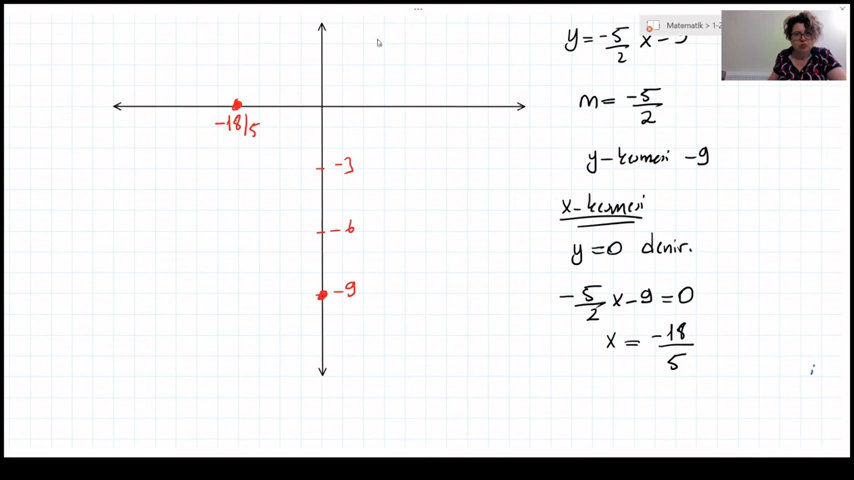 -18/5
-3
-6
-9
Matematik > 1-2
y = -5/2 x -
m = -5/2
y-kesmesi -9
x-kesmesi
y = 0 denir.
-5/2 x - 9 = 0
x = -18/5